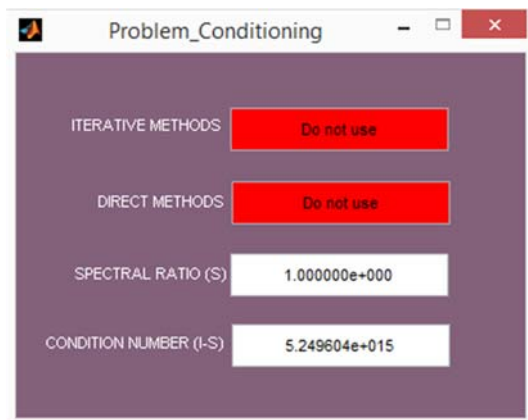 Problem_Conditioning
ITERATIVE METHODS Do not use
DIRECT METHODS Do not use
SPECTRAL RATIO (S) 1.000000e+000
CONDITION NUMBER (I-S) 5.249604e+015